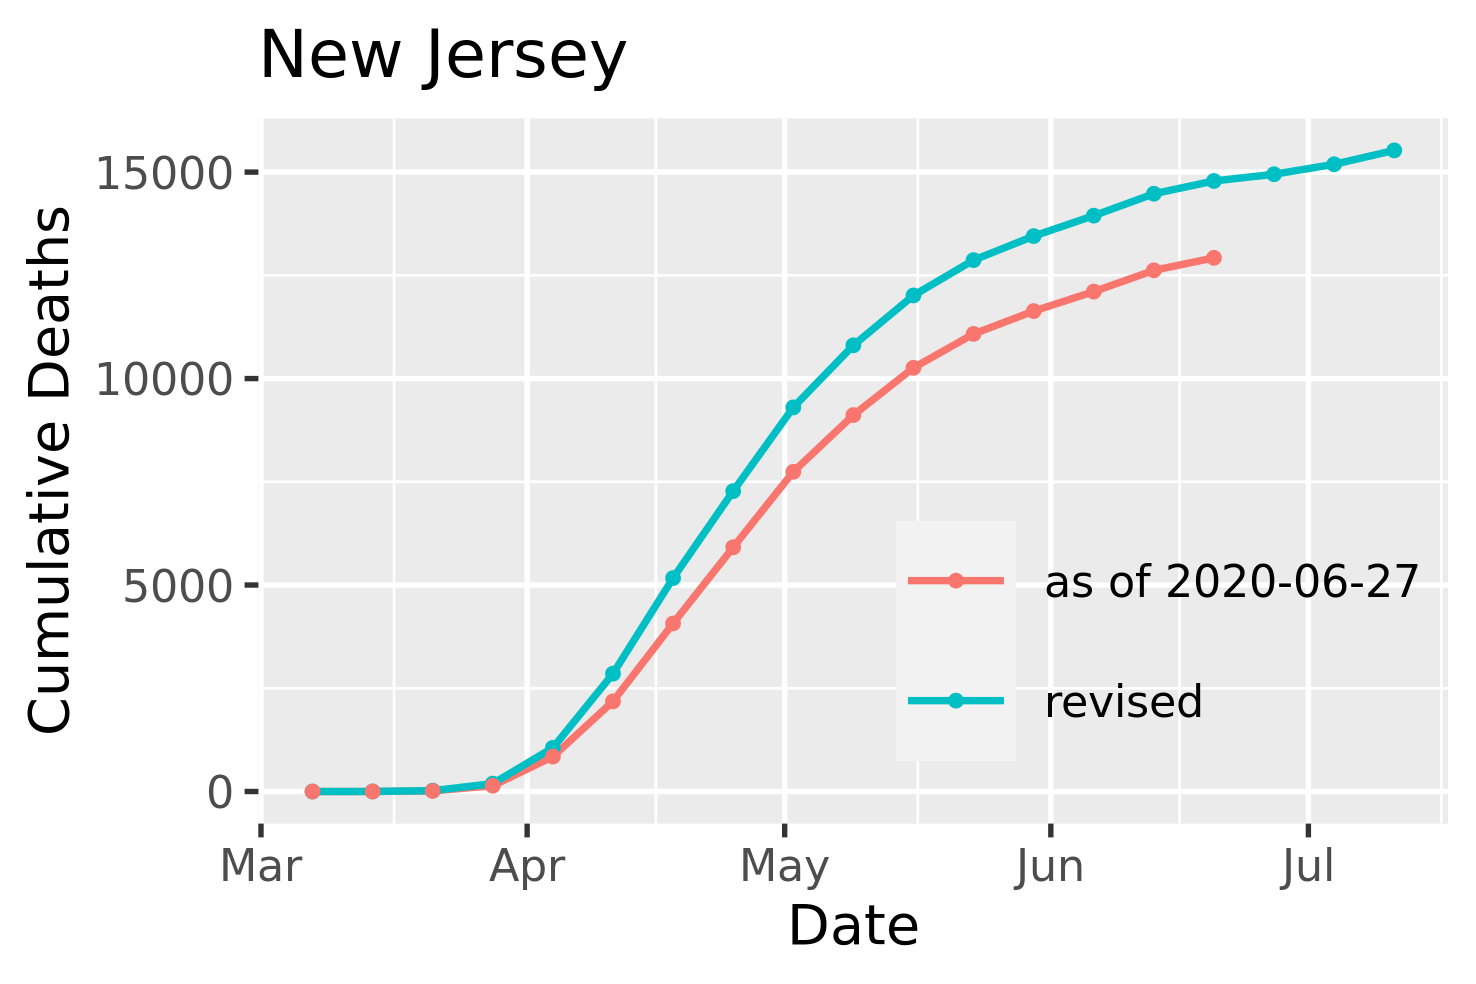 New Jersey
Cumulative Deaths
15000
10000
5000
0
as of 2020-06-27
revised
Mar Apr May Jun Jul
Date